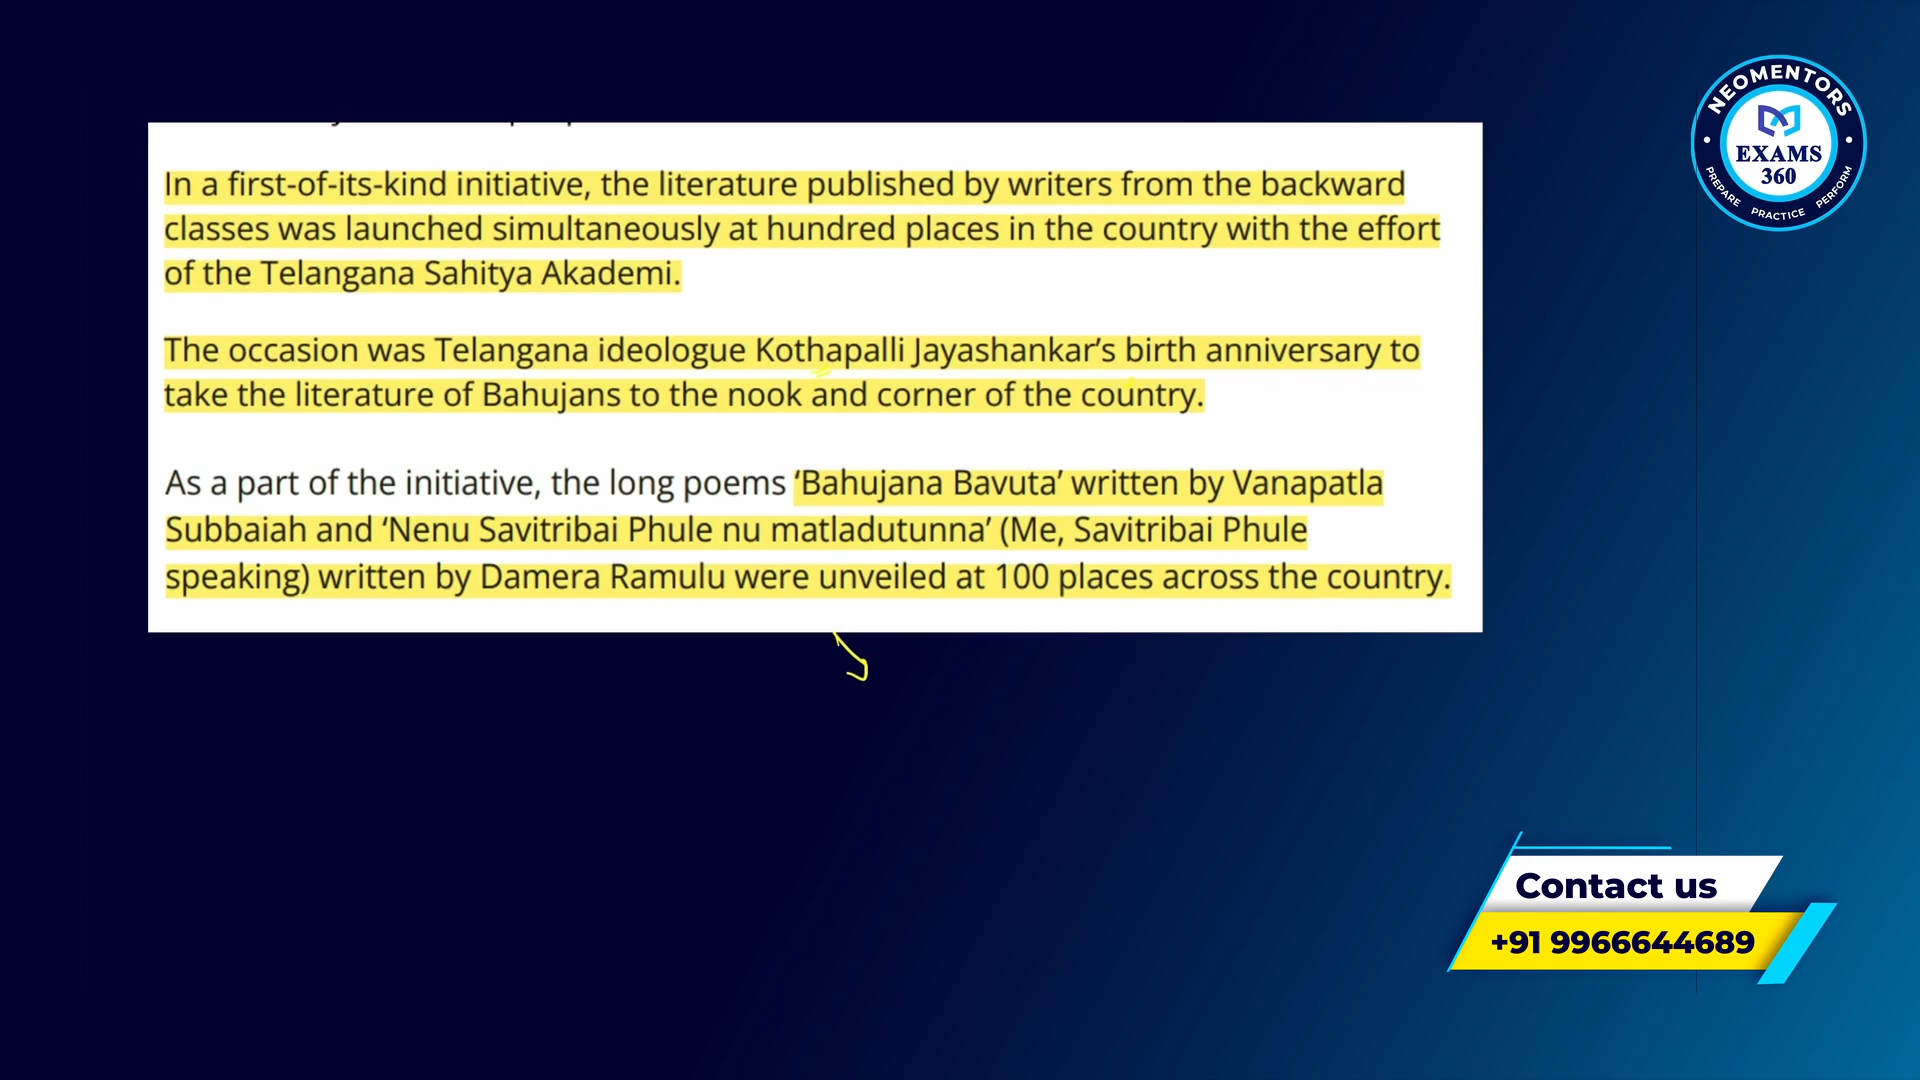 In a first-of-its-kind initiative, the literature published by writers from the backward
classes was launched simultaneously at hundred places in the country with the effort
of the Telangana Sahitya Akademi.
The occasion was Telangana ideologue Kothapalli Jayashankar’s birth anniversary to
take the literature of Bahujans to the nook and corner of the country.
As a part of the initiative, the long poems ‘Bahujana Bavuta’ written by Vanapatla
Subbaiah and ‘Nenu Savitribai Phule nu matladutunna’ (Me, Savitribai Phule
speaking) written by Damera Ramulu were unveiled at 100 places across the country.
NEOMENTORS
EXAMS
360
PREPARE PRACTICE PERFORM
Contact us
+91 9966644689